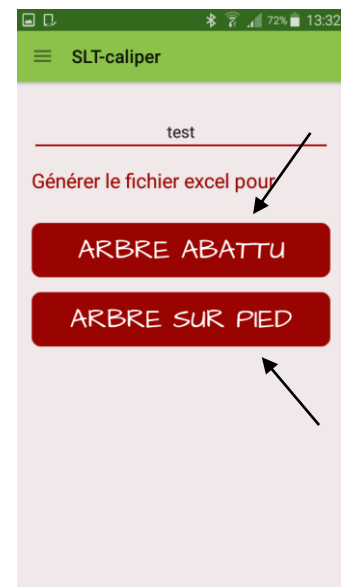 72% 13:32
SLT-caliper
test
Générer le fichier excel pour
ARBRE ABATTU
ARBRE SUR PIED